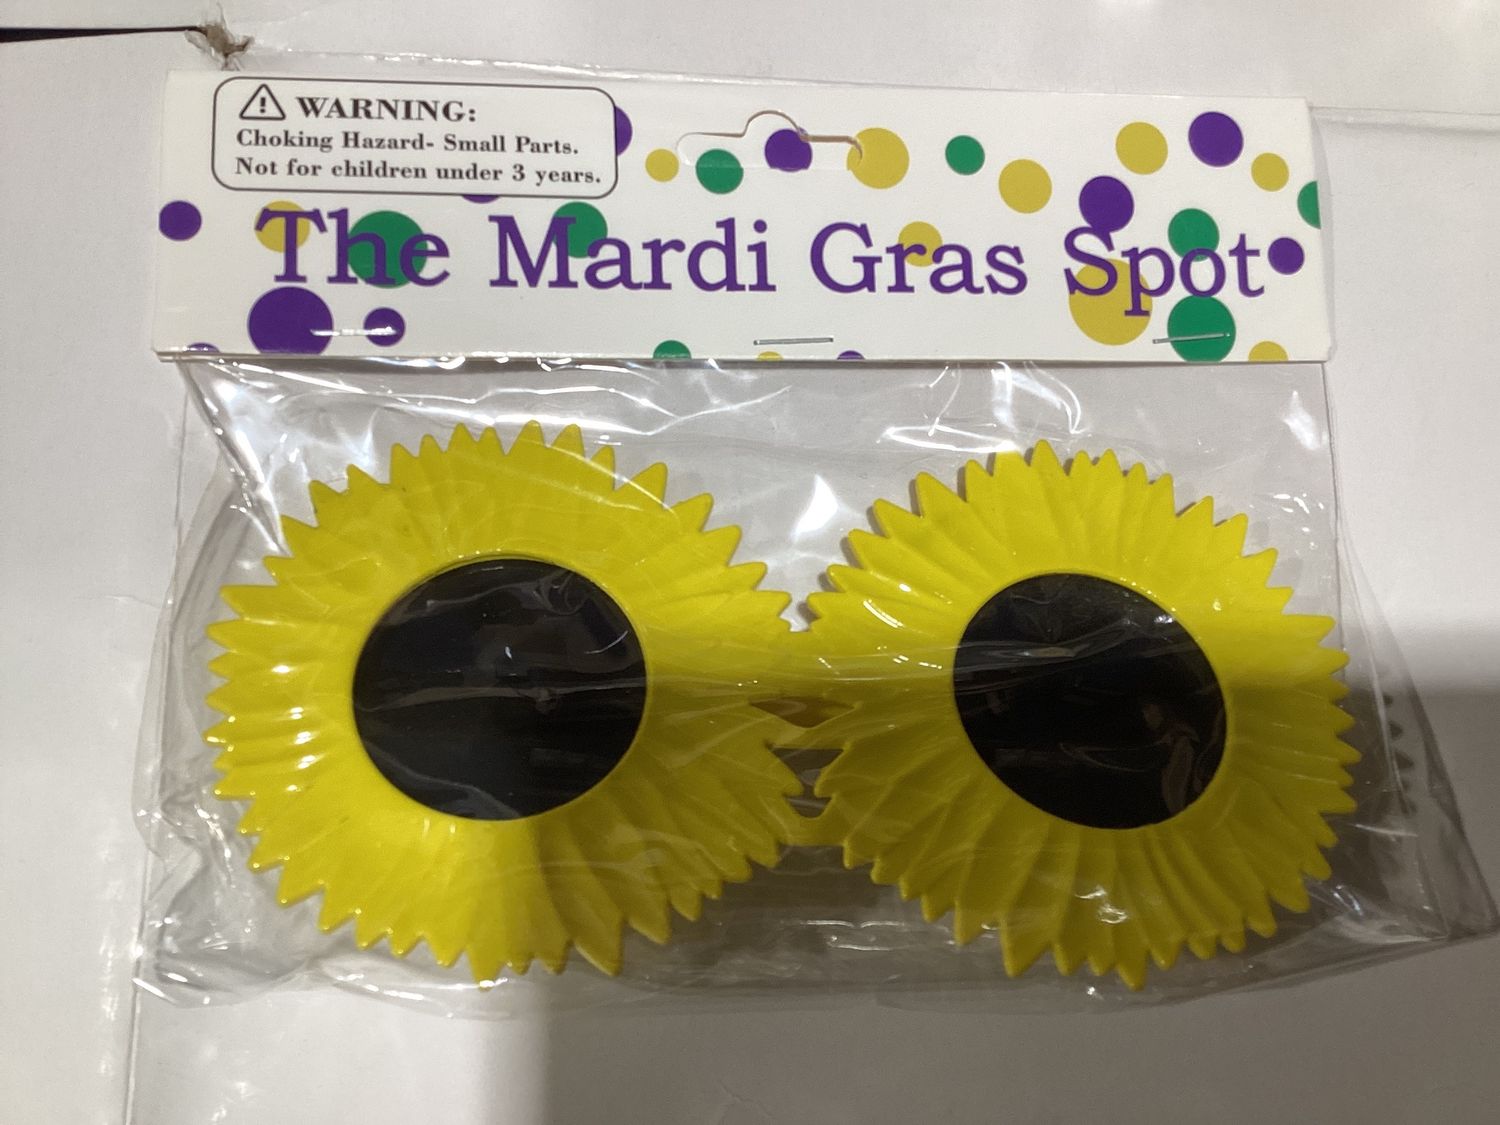 WARNING:
Choking Hazard- Small Parts.
Not for children under 3 years.
The Mardi Gras Spot